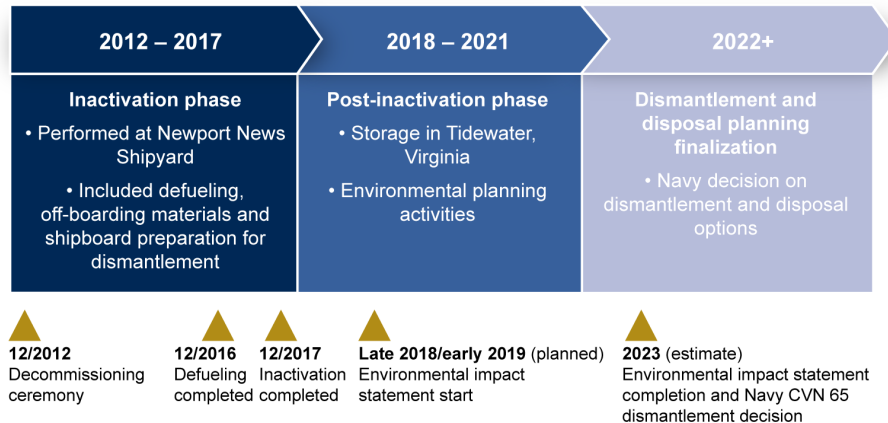 2012 – 2017
2018 – 2021
2022+
Inactivation phase
• Performed at Newport News
Shipyard
• Included defueling,
off-boarding materials and
shipboard preparation for
dismantlement
Post-inactivation phase
• Storage in Tidewater,
Virginia
• Environmental planning
activities
Dismantlement and
disposal planning
finalization
• Navy decision on
dismantlement and disposal
options
12/2012
Decommissioning
ceremony
12/2016
Defueling
completed
12/2017
Inactivation
completed
Late 2018/early 2019 (planned)
Environmental impact
statement start
2023 (estimate)
Environmental impact statement
completion and Navy CVN 65
dismantlement decision